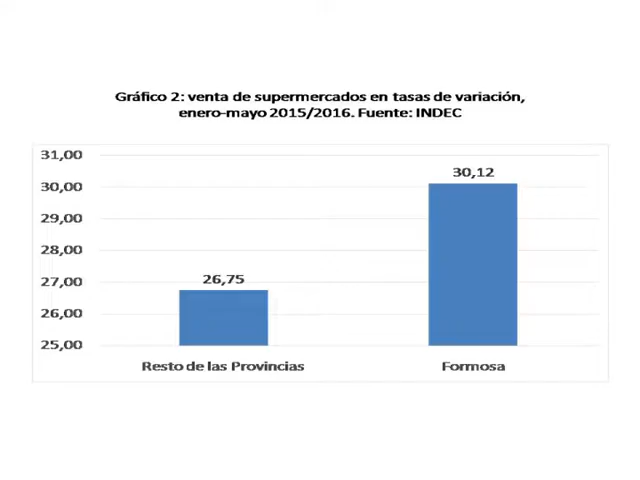 Gráfico 2: venta de supermercados en tasas de variación,
enero-mayo 2015/2016. Fuente: INDEC
31,00
30,00
29,00
28,00
27,00
26,00
25,00
26,75
30,12
Resto de las Provincias
Formosa